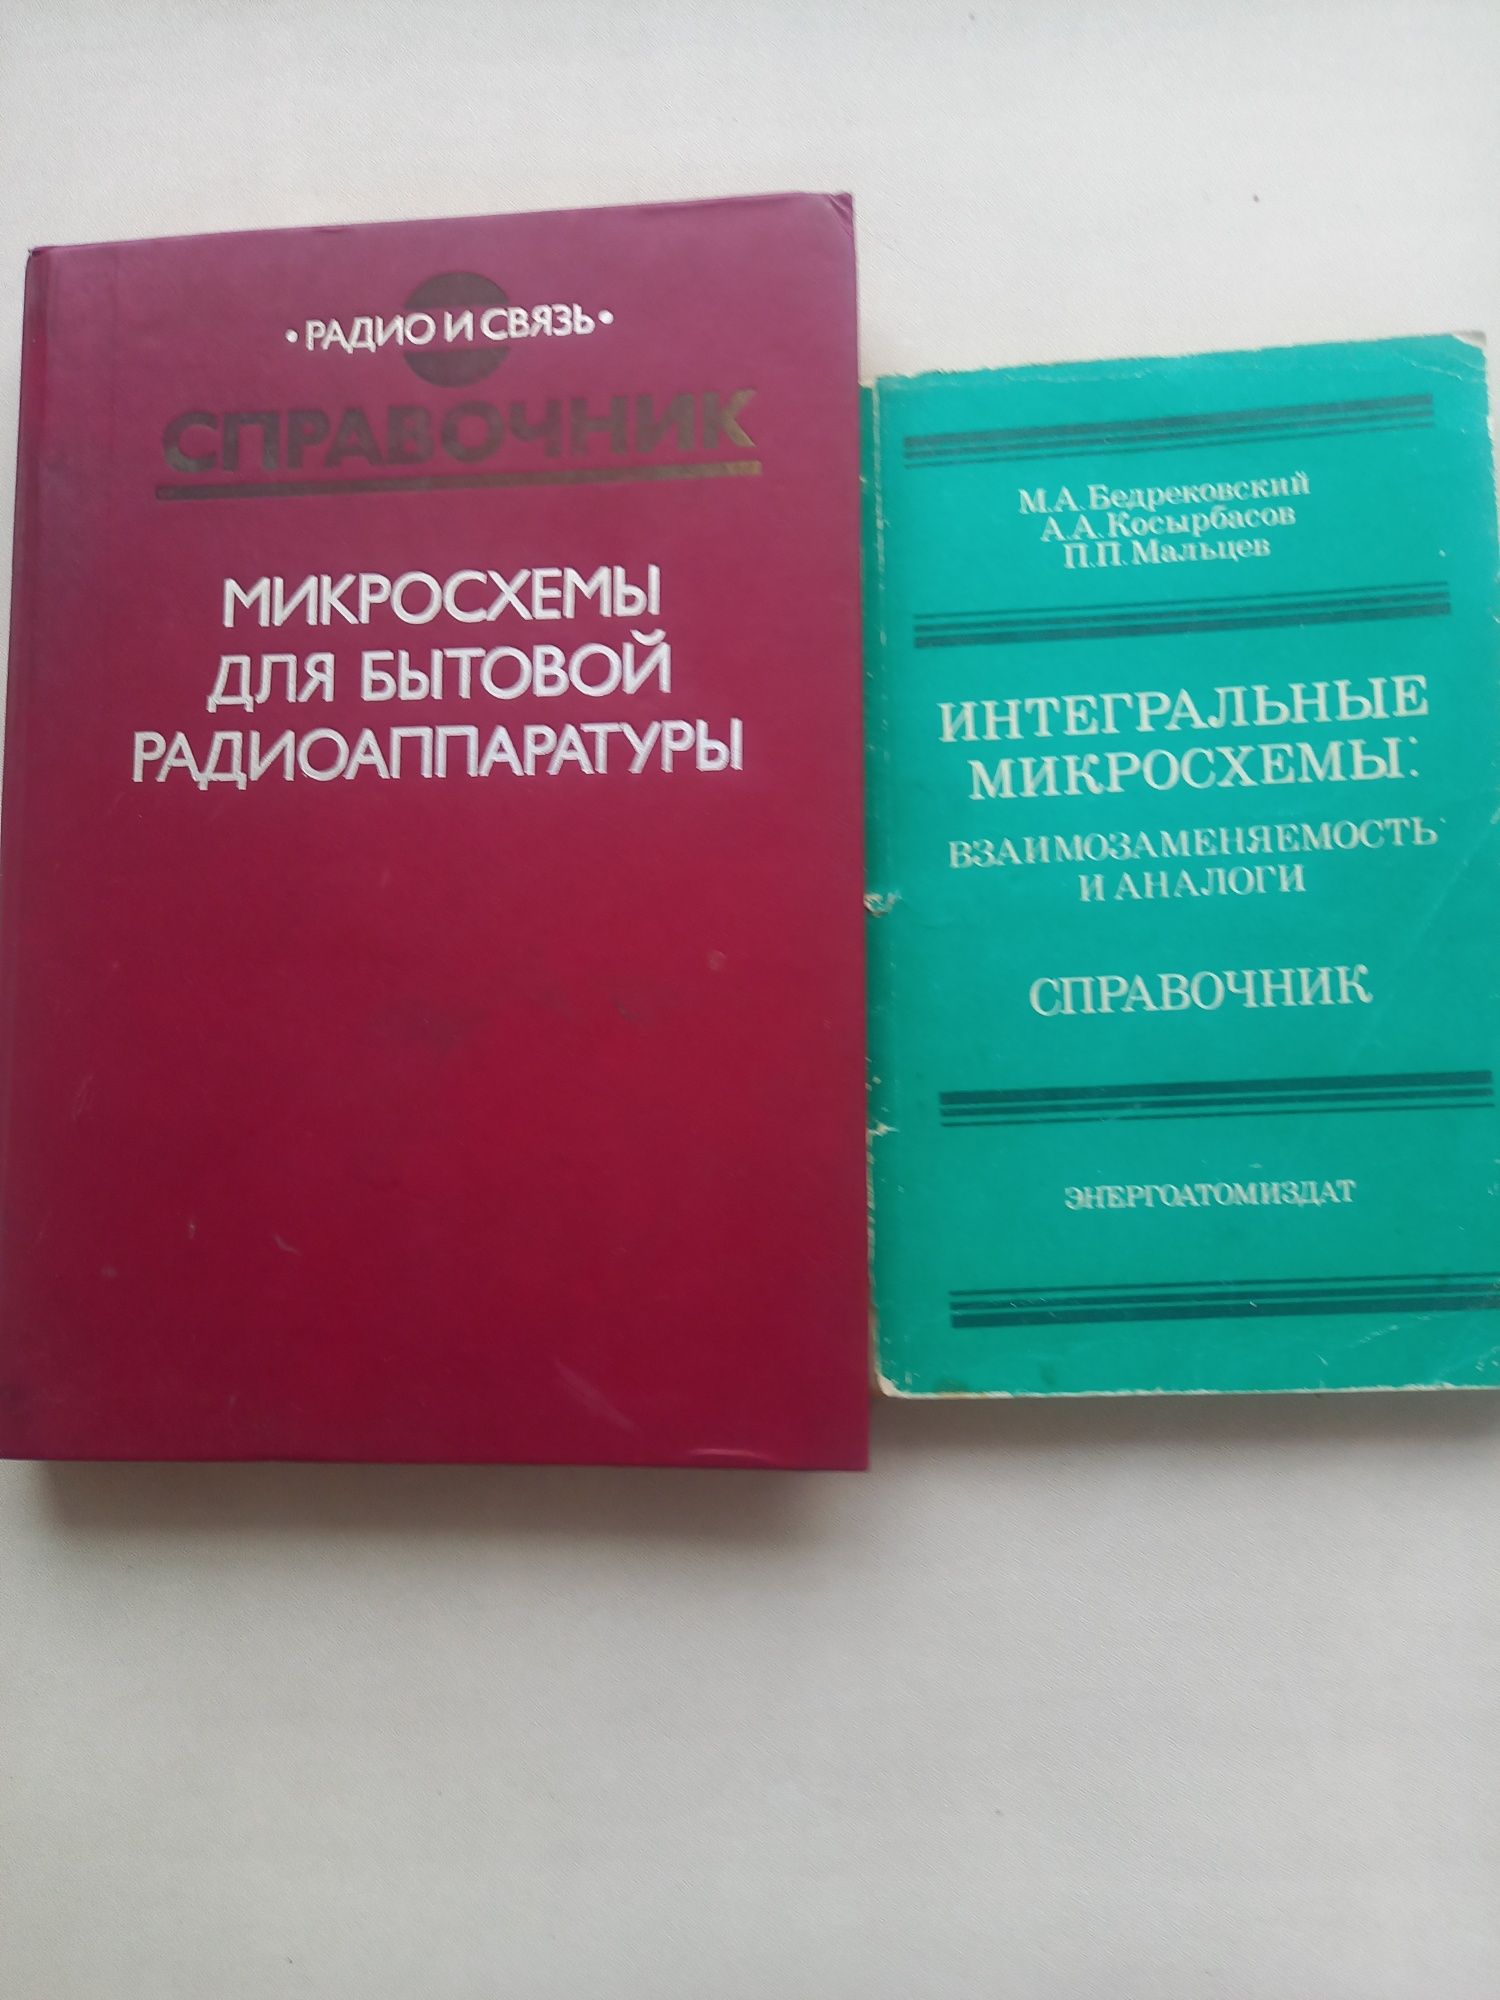 • РАДИО И СВЯЗЬ •
СПРАВОЧНИК
МИКРОСХЕМЫ
ДЛЯ БЫТОВОЙ
РАДИОАППАРАТУРЫ
М.А. Бедрековский
А.А. Косырбасов
П.П. Мальцев
ИНТЕГРАЛЬНЫЕ
МИКРОСХЕМЫ:
ВЗАИМОЗАМЕНЯЕМОСТЬ
И АНАЛОГИ
СПРАВОЧНИК
ЭНЕРГОАТОМИЗДАТ